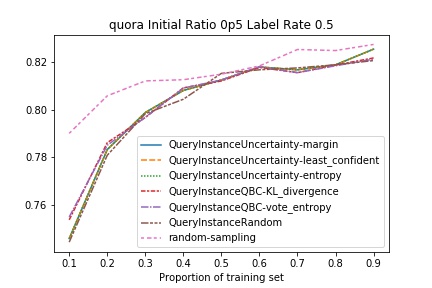 quora Initial Ratio 0p5 Label Rate 0.5
0.82
0.80
0.78
0.76
QueryInstanceUncertainty-margin
QueryInstanceUncertainty-least_confident
QueryInstanceUncertainty-entropy
QueryInstanceQBC-KL_divergence
QueryInstanceQBC-vote_entropy
QueryInstanceRandom
random-sampling
0.1 0.2 0.3 0.4 0.5 0.6 0.7 0.8 0.9
Proportion of training set